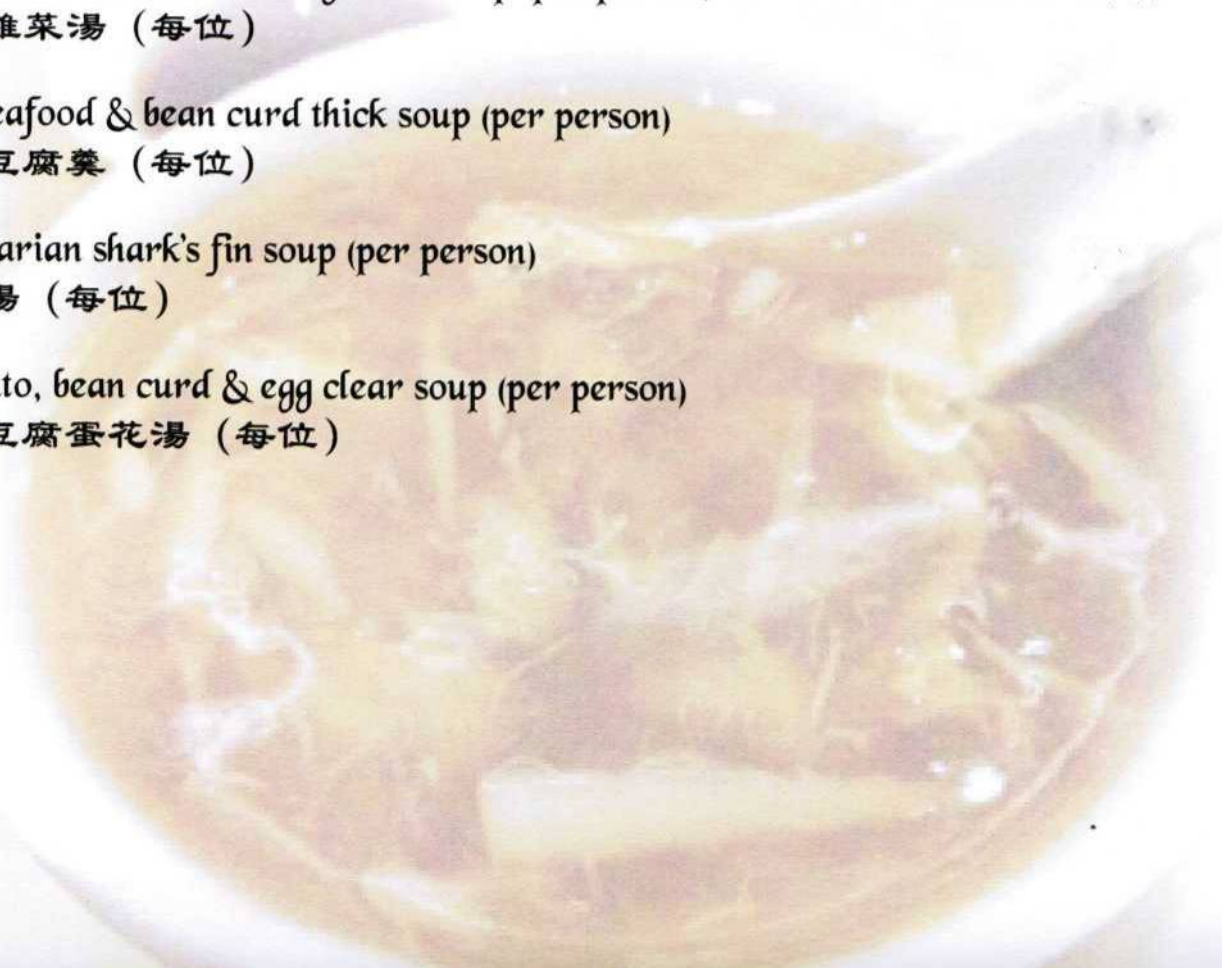 菜湯 (每位)
eafood & bean curd thick soup (per person)
豆腐羹 (每位)
arian shark's fin soup (per person)
湯 (每位)
to, bean curd & egg clear soup (per person)
豆腐蛋花湯 (每位)